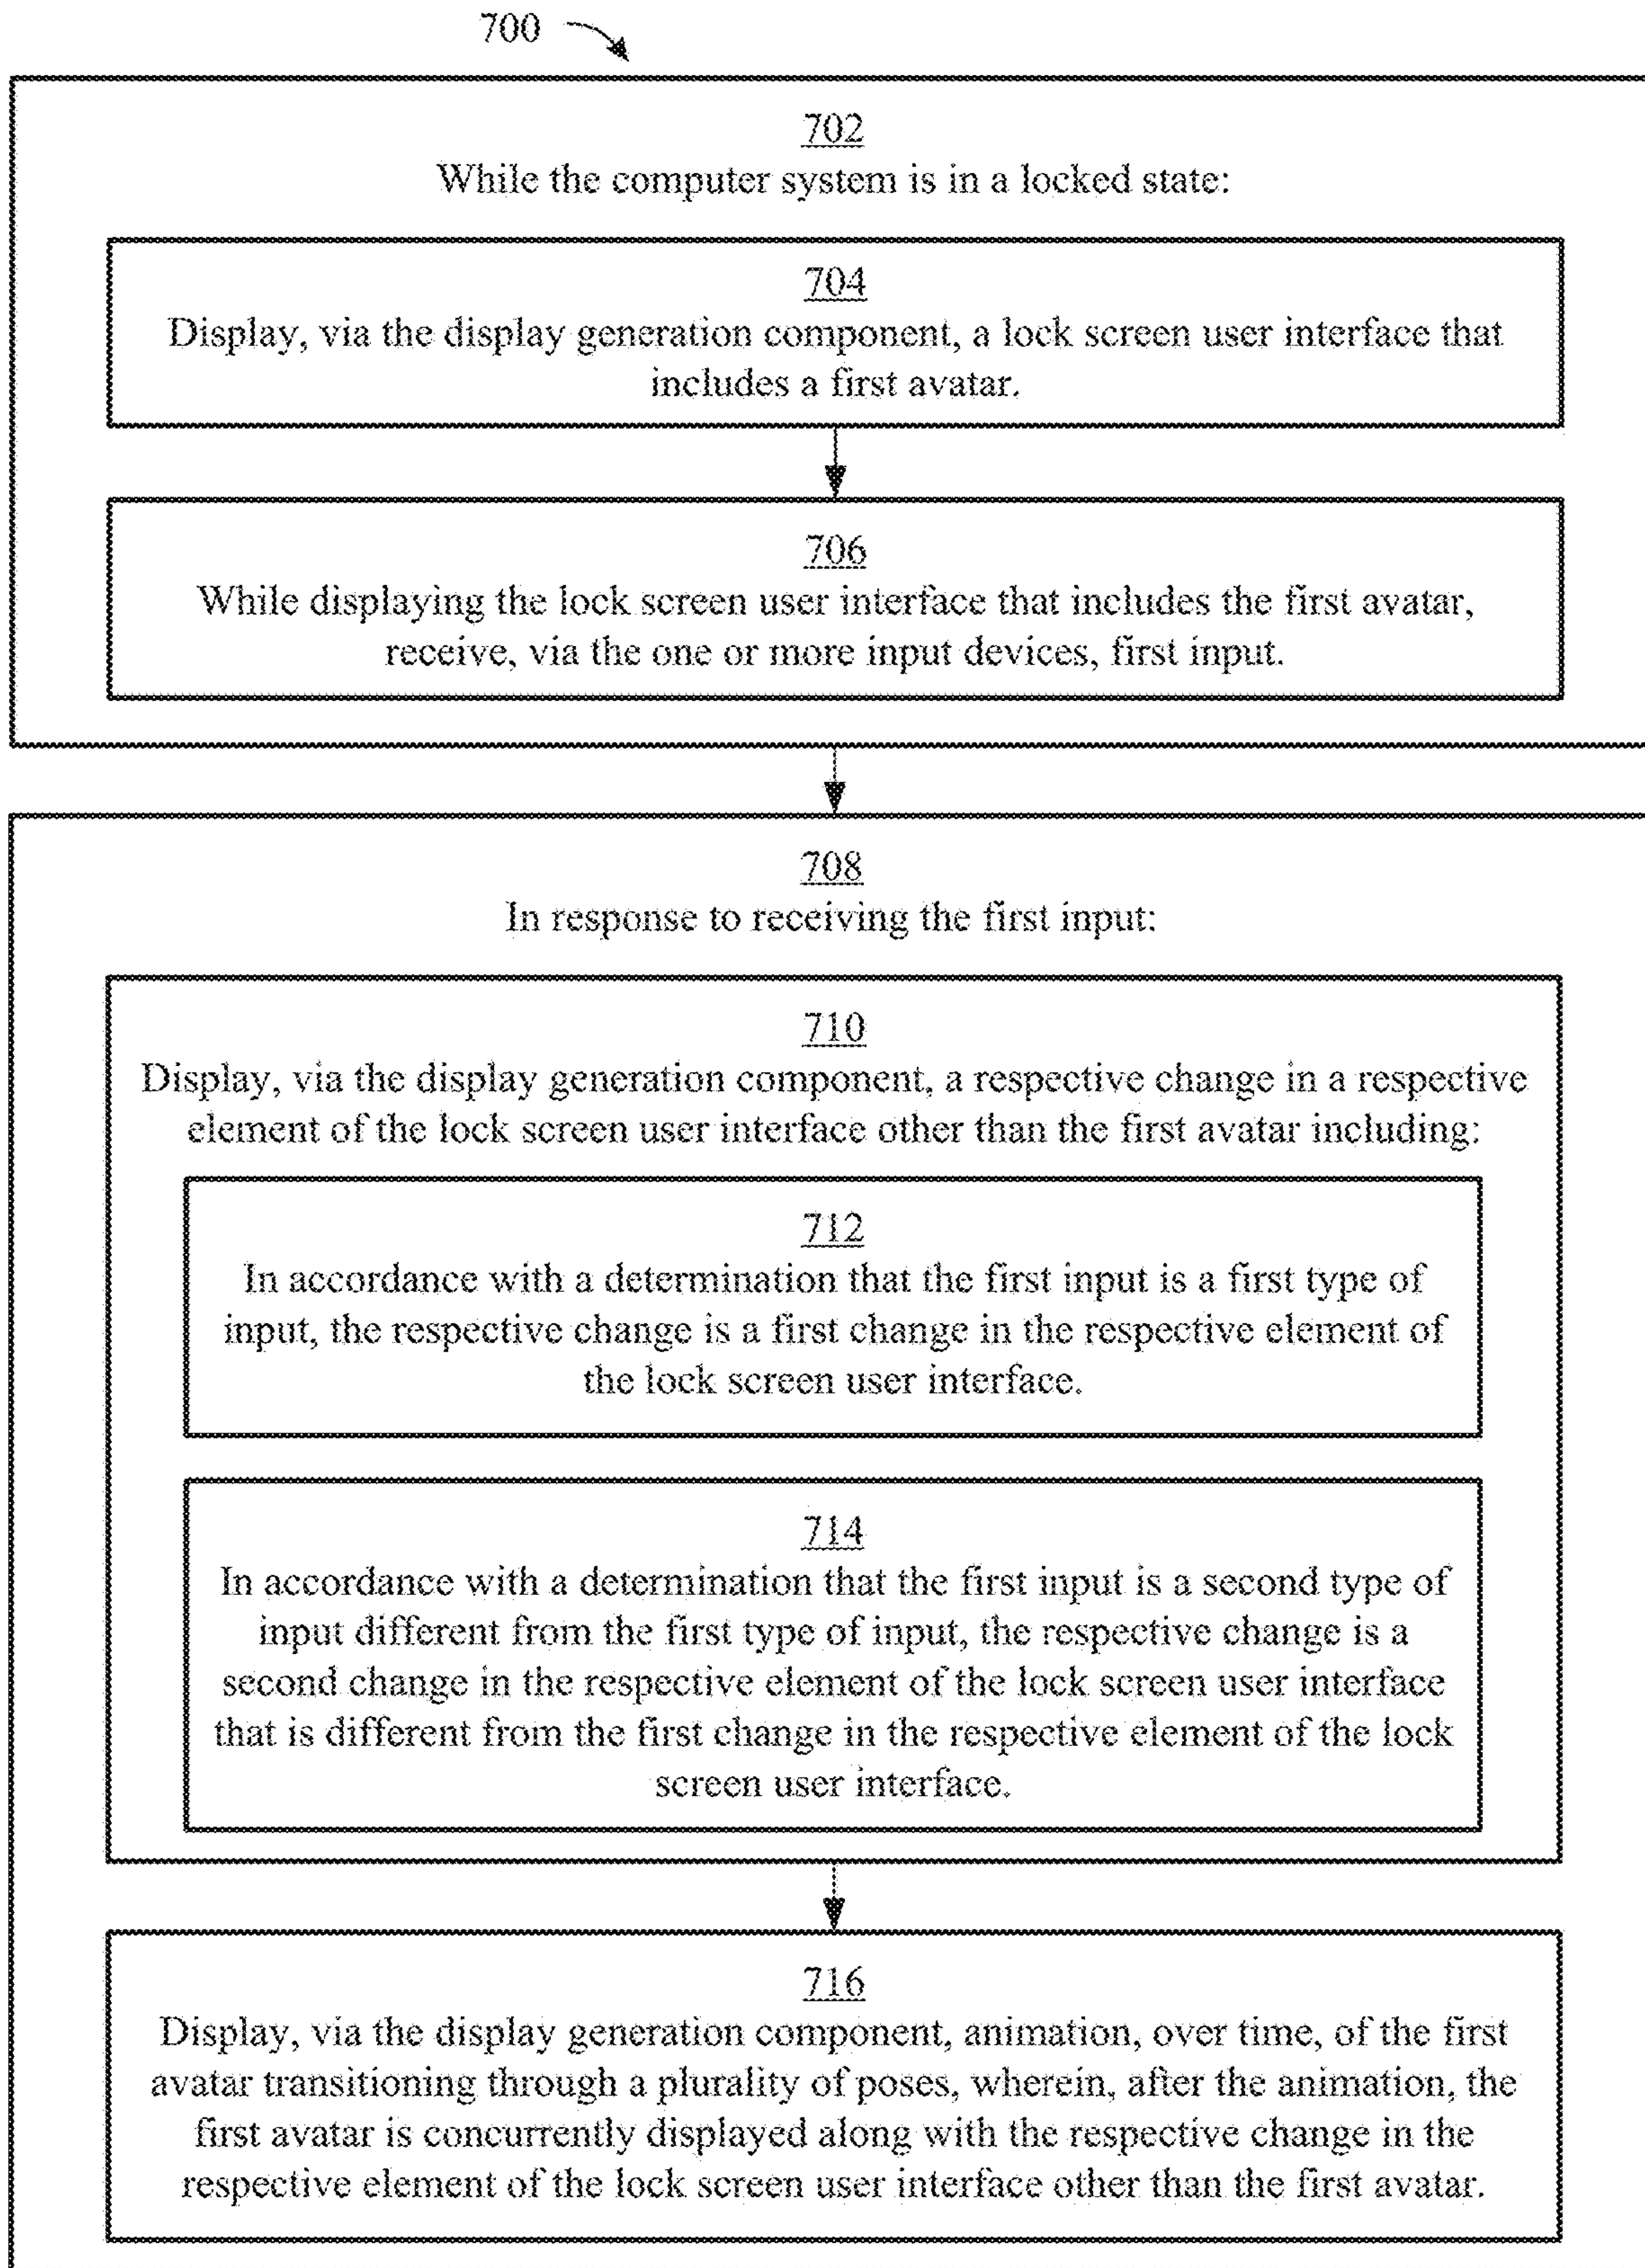 700
702
While the computer system is in a locked state:
704
Display, via the display generation component, a lock screen user interface that
includes a first avatar.
706
While displaying the lock screen user interface that includes the first avatar,
receive, via the one or more input devices, first input.
708
In response to receiving the first input:
710
Display, via the display generation component, a respective change in a respective
element of the lock screen user interface other than the first avatar including:
712
In accordance with a determination that the first input is a first type of
input, the respective change is a first change in the respective element of
the lock screen user interface.
714
In accordance with a determination that the first input is a second type of
input different from the first type of input, the respective change is a
second change in the respective element of the lock screen user interface
that is different from the first change in the respective element of the lock
screen user interface.
716
Display, via the display generation component, animation, over time, of the first
avatar transitioning through a plurality of poses, wherein, after the animation, the
first avatar is concurrently displayed along with the respective change in the
respective element of the lock screen user interface other than the first avatar.